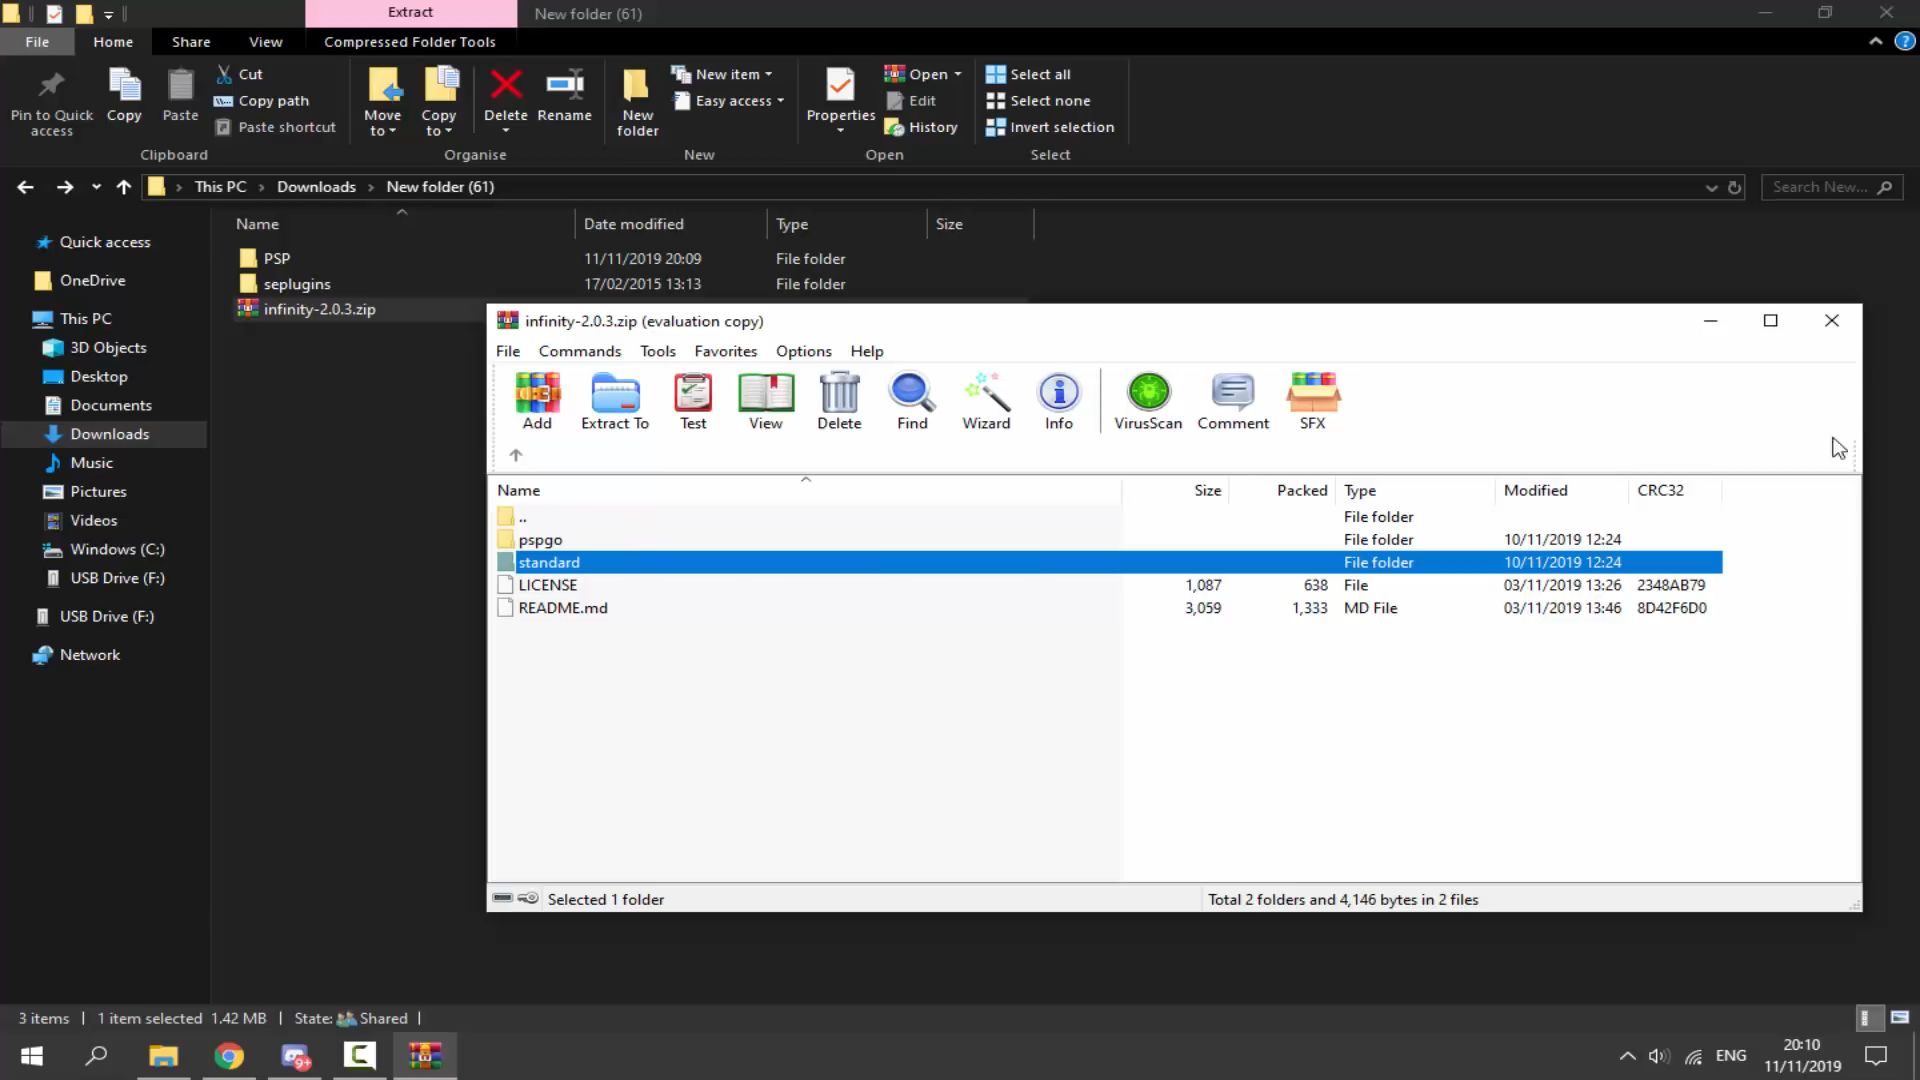 Extract
New folder (61)
File
Home
Share
View
Compressed Folder Tools
Pin to Quick access
Copy
Paste
Cut
Copy path
Paste shortcut
Move to
Copy to
Delete
Rename
New folder
New item
Easy access
Properties
Open
Edit
History
Select all
Select none
Invert selection
Clipboard
Organise
New
Open
Select
This PC
Downloads
New folder (61)
Search New...
Name
Date modified
Type
Size
PSP
11/11/2019 20:09
File folder
seplugins
17/02/2015 13:13
File folder
infinity-2.0.3.zip
Quick access
OneDrive
This PC
3D Objects
Desktop
Documents
Downloads
Music
Pictures
Videos
Windows (C:)
USB Drive (F:)
USB Drive (F:)
Network
infinity-2.0.3.zip (evaluation copy)
File
Commands
Tools
Favorites
Options
Help
Add
Extract To
Test
View
Delete
Find
Wizard
Info
VirusScan
Comment
SFX
Name
Size
Packed
Type
Modified
CRC32
..
File folder
pspgo
File folder
10/11/2019 12:24
standard
File folder
10/11/2019 12:24
LICENSE
1,087
638
File
03/11/2019 13:26
2348AB79
README.md
3,059
1,333
MD File
03/11/2019 13:46
8D42F6D0
Selected 1 folder
Total 2 folders and 4,146 bytes in 2 files
3 items
1 item selected 1.42 MB
State: Shared
9+
ENG
20:10
11/11/2019